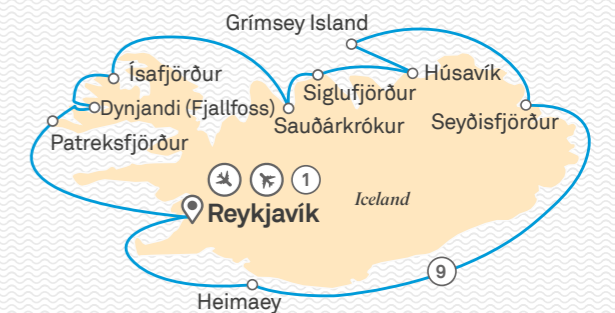 Grímsey Island
Ísafjörður
Húsavík
Siglufjörður
Dynjandi (Fjallfoss)
Sauðárkrókur
Seyðisfjörður
Patreksfjörður
1
Iceland
Reykjavík
9
Heimaey